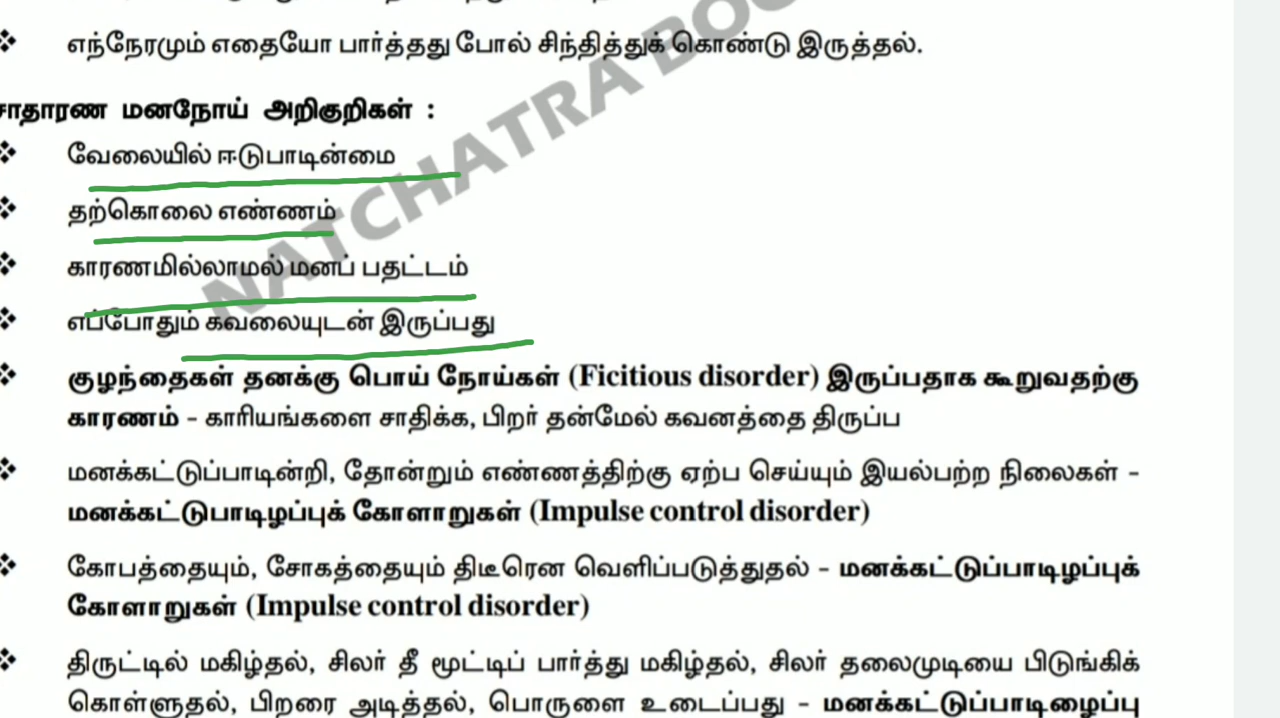 ❖ எந்நேரமும் எதையோ பார்த்தது போல் சிந்தித்துக் கொண்டு இருத்தல்.
சாதாரண மனநோய் அறிகுறிகள் :
❖ வேலையில் ஈடுபாடின்மை
❖ தற்கொலை எண்ணம்
❖ காரணமில்லாமல் மனப் பதட்டம்
❖ எப்போதும் கவலையுடன் இருப்பது
❖ குழந்தைகள் தனக்கு பொய் நோய்கள் (Ficitious disorder) இருப்பதாக கூறுவதற்கு
காரணம் – காரியங்களை சாதிக்க, பிறர் தன்மேல் கவனத்தை திருப்ப
❖ மனக்கட்டுப்பாடின்றி, தோன்றும் எண்ணத்திற்கு ஏற்ப செய்யும் இயல்பற்ற நிலைகள் –
மனக்கட்டுபாடிழப்புக் கோளாறுகள் (Impulse control disorder)
❖ கோபத்தையும், சோகத்தையும் திடீரென வெளிப்படுத்துதல் – மனக்கட்டுப்பாடிழப்புக்
கோளாறுகள் (Impulse control disorder)
❖ திருட்டில் மகிழ்தல், சிலர் தீ மூட்டிப் பார்த்து மகிழ்தல், சிலர் தலைமுடியை பிடுங்கிக்
கொள்ளுதல், பிறரை அடித்தல், பொருளை உடைப்பது – மனக்கட்டுப்பாடிழைப்பு
NATCHATRA